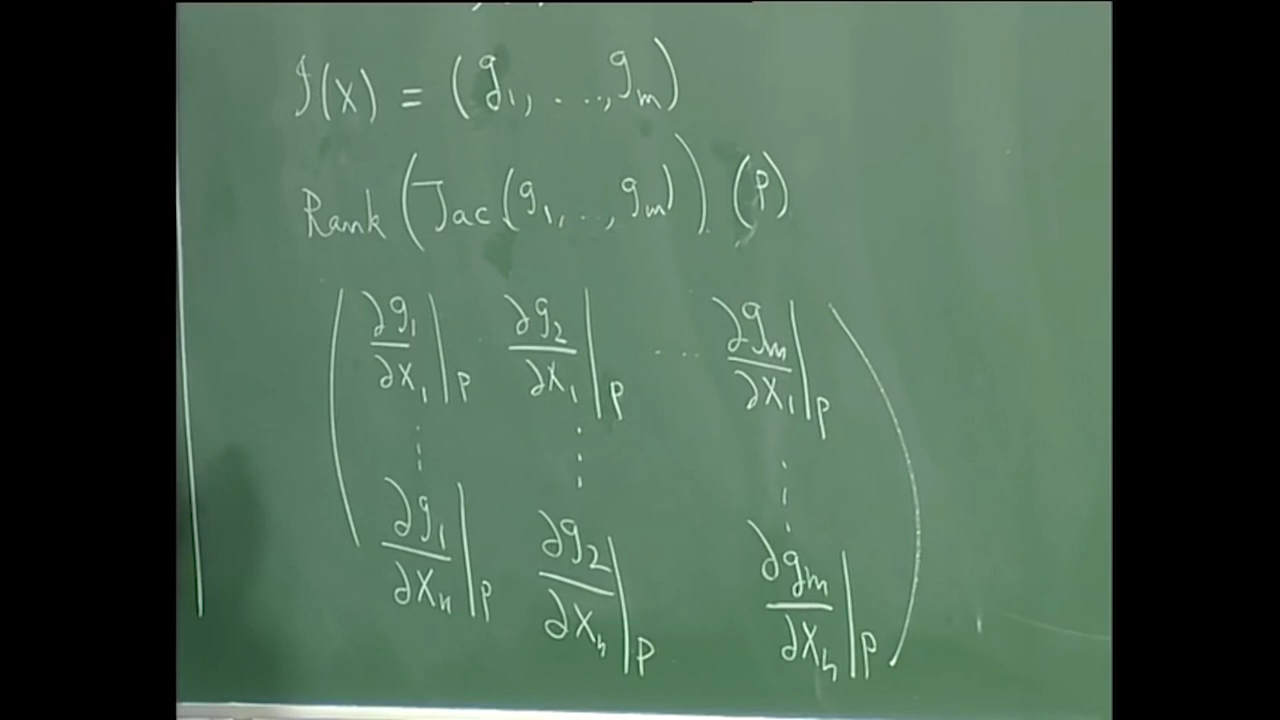 𝓘(X) = (g₁, ..., gₘ)
Rank (Jac(g₁, .., gₘ)) (P)
( ∂g₁/∂x₁|P ∂g₂/∂x₁|P ... ∂gₘ/∂x₁|P )
⋮ ⋮ ⋮
∂g₁/∂xₙ|P ∂g₂/∂xₙ|P ∂gₘ/∂xₙ|P